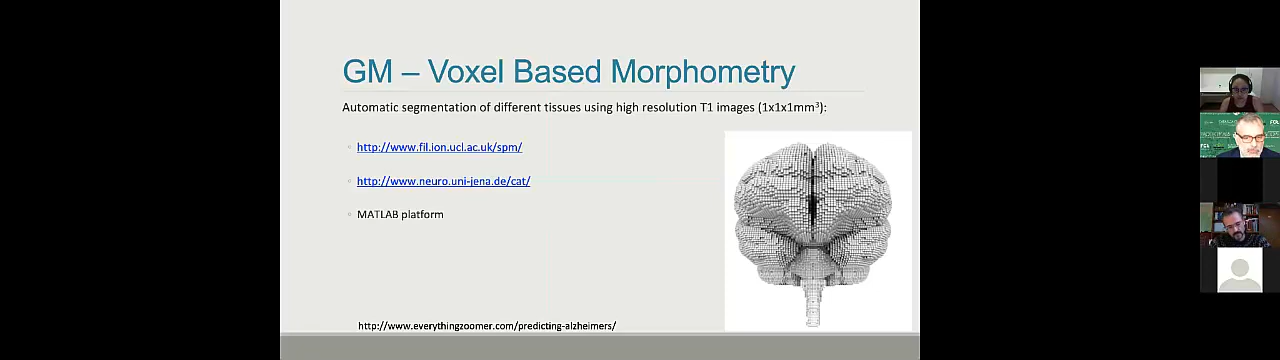 GM – Voxel Based Morphometry
Automatic segmentation of different tissues using high resolution T1 images (1x1x1mm³):
http://www.fil.ion.ucl.ac.uk/spm/
http://www.neuro.uni-jena.de/cat/
MATLAB platform
http://www.everythingzoomer.com/predicting-alzheimers/